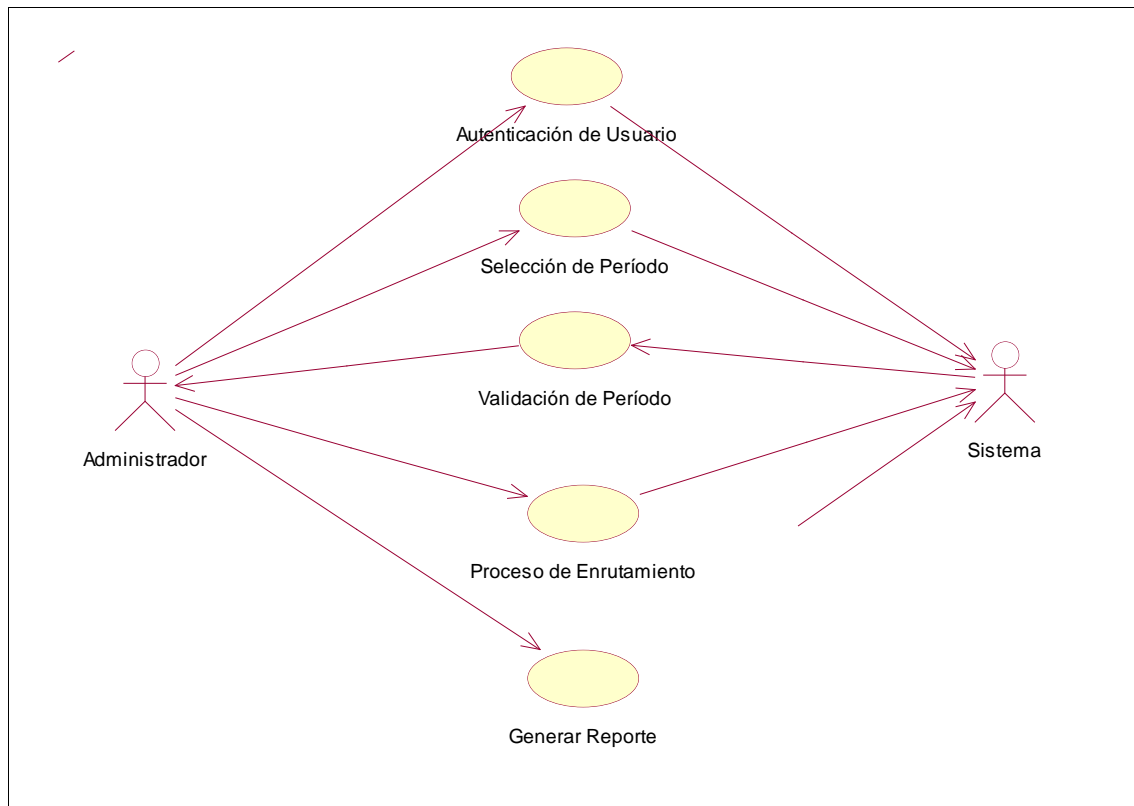 Autenticación de Usuario
Selección de Período
Validación de Período
Administrador
Sistema
Proceso de Enrutamiento
Generar Reporte